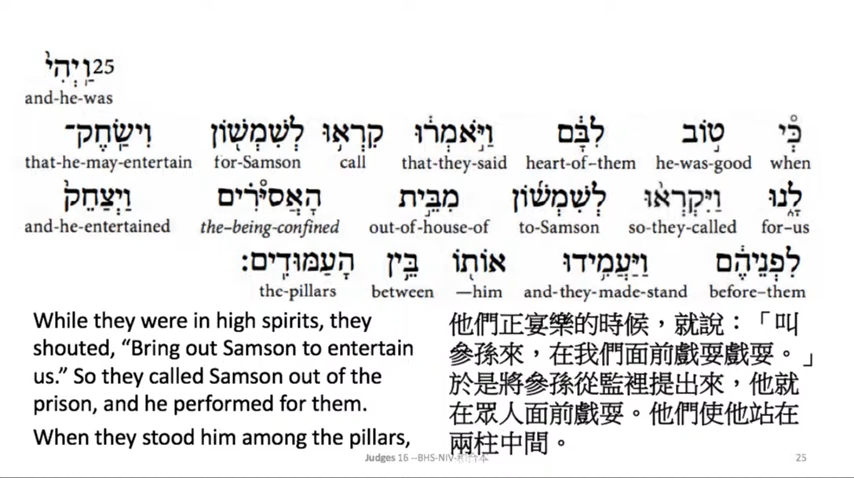 25וַֽיְהִי֙
and-he-was
כִּ֯י ט֣וֹב לִבָּ֔ם וַיֹּ֣אמְר֔וּ קִרְא֥וּ לְשִׁמְשׁ֖וֹן וִישַֽׂחֶק־
when he-was-good heart-of-them that-they-said call for-Samson that-he-may-entertain
לָ֑נוּ וַיִּקְרְא֨וּ לְשִׁמְשׁ֜וֹן מִבֵּ֣ית הָאֲסוּרִ֗ים וַיְצַחֵק֙
for-us so-they-called to-Samson out-of-house-of the-being-confined and-he-entertained
לִפְנֵיהֶ֔ם וַיַּעֲמִ֥ידוּ אוֹת֖וֹ בֵּ֥ין הָעַמּוּדִֽים׃
before-them and-they-made-stand —him between the-pillars
While they were in high spirits, they
shouted, “Bring out Samson to entertain
us.” So they called Samson out of the
prison, and he performed for them.
When they stood him among the pillars,
他們正宴樂的時候，就說：「叫
參孫來，在我們面前戲耍戲耍。」
於是將參孫從監裡提出來，他就
在眾人面前戲耍。他們使他站在
兩柱中間。
Judges 16 --BHS-NIV-
25